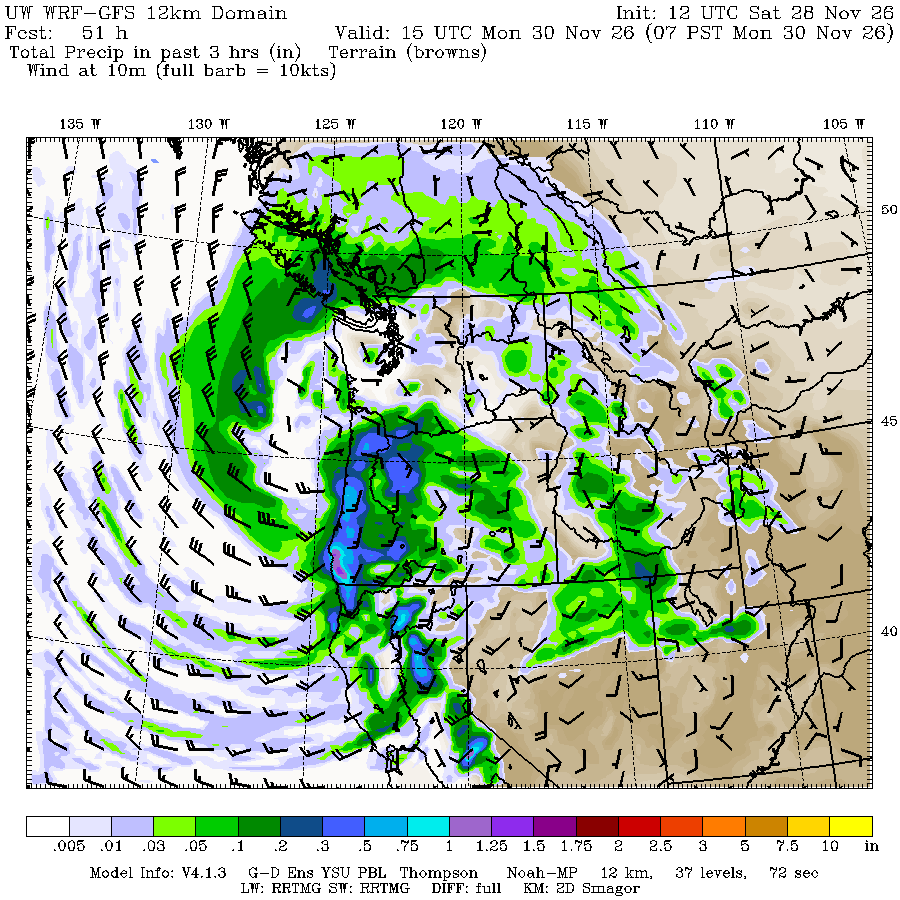 UW WRF-GFS 12km Domain Init: 12 UTC Sat 28 Nov 26
Fcst: 51 h Valid: 15 UTC Mon 30 Nov 26 (07 PST Mon 30 Nov 26)
Total Precip in past 3 hrs (in) Terrain (browns)
Wind at 10m (full barb = 10kts)
135 W 130 W 125 W 120 W 115 W 110 W 105 W
50
45
40
.005 .01 .03 .05 .1 .2 .3 .5 .75 1 1.25 1.5 1.75 2 2.5 3 5 7.5 10 in
Model Info: V4.1.3 G-D Ens YSU PBL Thompson Noah-MP 12 km, 37 levels, 72 sec
LW: RRTMG SW: RRTMG DIFF: full KM: 2D Smagor